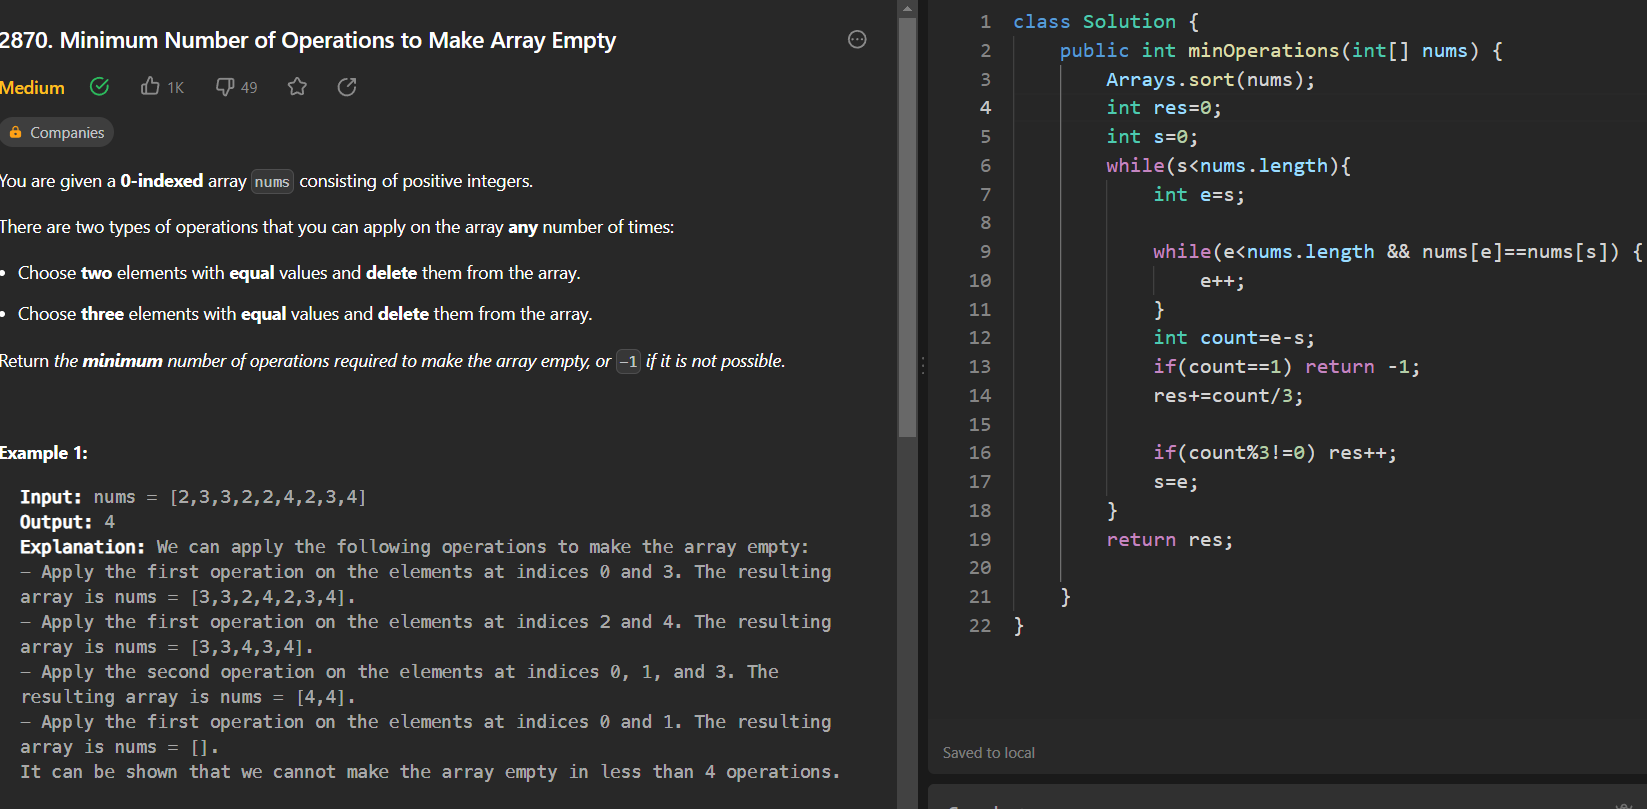 2870. Minimum Number of Operations to Make Array Empty
Medium 1K 49
Companies
You are given a 0-indexed array nums consisting of positive integers.
There are two types of operations that you can apply on the array any number of times:
• Choose two elements with equal values and delete them from the array.
• Choose three elements with equal values and delete them from the array.
Return the minimum number of operations required to make the array empty, or -1 if it is not possible.
Example 1:
Input: nums = [2,3,3,2,2,4,2,3,4]
Output: 4
Explanation: We can apply the following operations to make the array empty:
- Apply the first operation on the elements at indices 0 and 3. The resulting
array is nums = [3,3,2,4,2,3,4].
- Apply the first operation on the elements at indices 2 and 4. The resulting
array is nums = [3,3,4,3,4].
- Apply the second operation on the elements at indices 0, 1, and 3. The
resulting array is nums = [4,4].
- Apply the first operation on the elements at indices 0 and 1. The resulting
array is nums = [].
It can be shown that we cannot make the array empty in less than 4 operations.
1 class Solution {
2     public int minOperations(int[] nums) {
3         Arrays.sort(nums);
4         int res=0;
5         int s=0;
6         while(s<nums.length){
7             int e=s;
8
9             while(e<nums.length && nums[e]==nums[s]) {
10                 e++;
11             }
12             int count=e-s;
13             if(count==1) return -1;
14             res+=count/3;
15
16             if(count%3!=0) res++;
17             s=e;
18         }
19         return res;
20
21     }
22 }
Saved to local